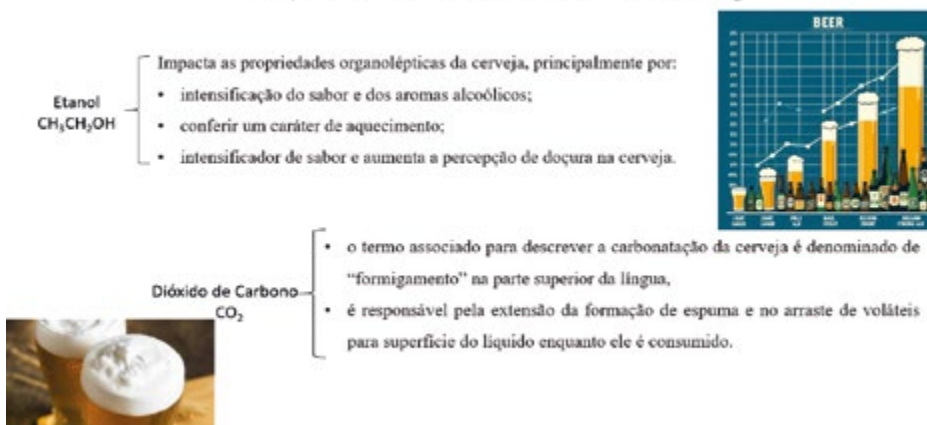 BEER
Impacta as propriedades organolépticas da cerveja, principalmente por:
Etanol
CH₃CH₂OH
• intensificação do sabor e dos aromas alcoólicos;
• conferir um caráter de aquecimento;
• intensificador de sabor e aumenta a percepção de doçura na cerveja.
Dióxido de Carbono
CO₂
• o termo associado para descrever a carbonatação da cerveja é denominado de
“formigamento” na parte superior da língua,
• é responsável pela extensão da formação de espuma e no arraste de voláteis
para superfície do líquido enquanto ele é consumido.